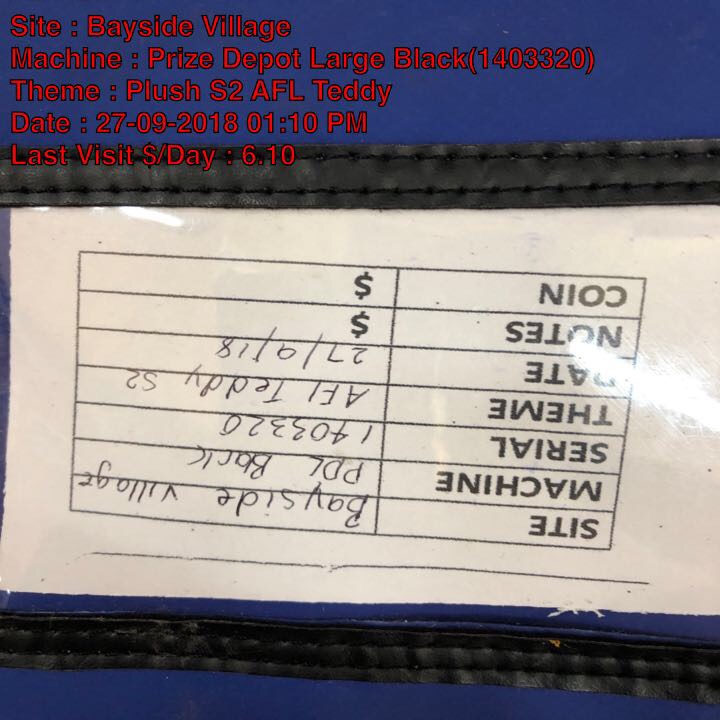 Site : Bayside Village
Machine : Prize Depot Large Black(1403320)
Theme : Plush S2 AFL Teddy
Date : 27-09-2018 01:10 PM
Last Visit $/Day : 6.10
SITE Bayside Village
MACHINE PDL Black
SERIAL 1403320
THEME AFL Teddy S2
DATE 27/9/18
NOTES $
COIN $